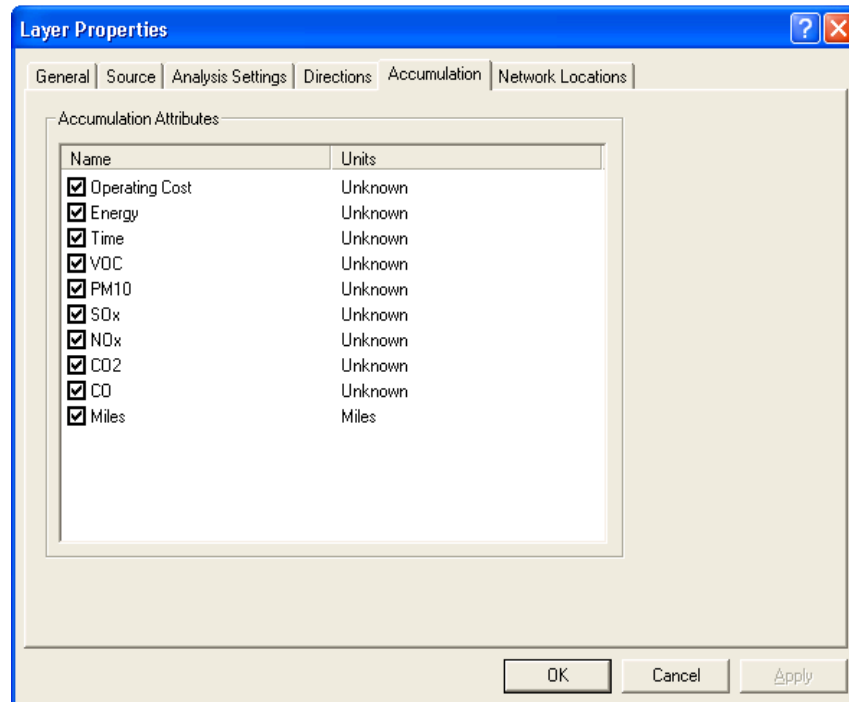 Layer Properties
General Source Analysis Settings Directions Accumulation Network Locations
Accumulation Attributes
Name Units
Operating Cost Unknown
Energy Unknown
Time Unknown
VOC Unknown
PM10 Unknown
SOx Unknown
NOx Unknown
CO2 Unknown
CO Unknown
Miles Miles
OK Cancel Apply